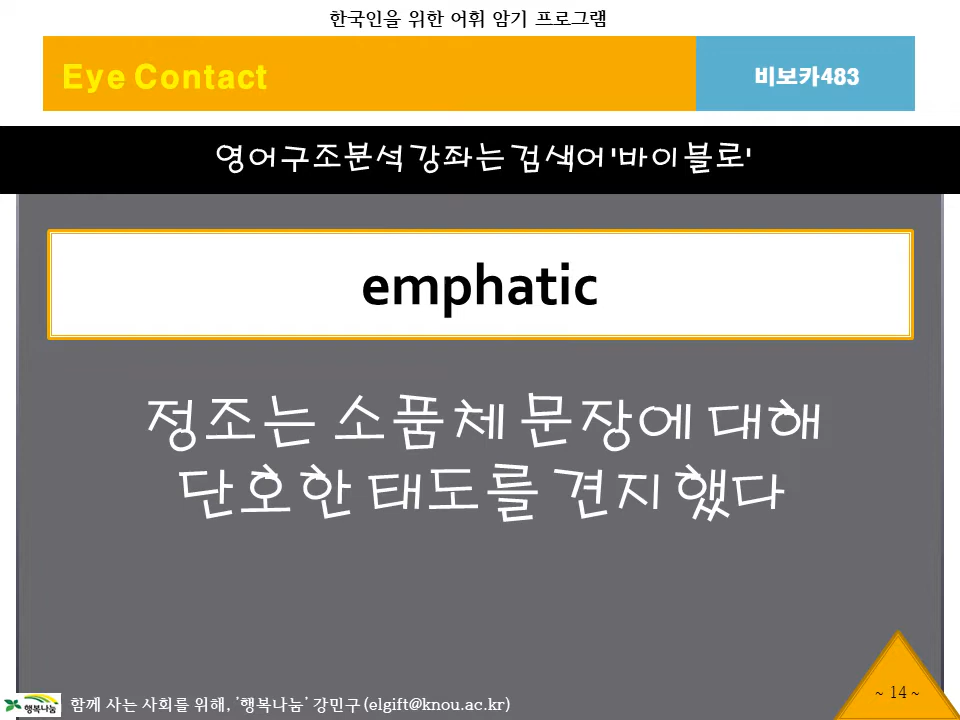 한국인을 위한 어휘 암기 프로그램
Eye Contact
비보카483
영어구조분석 강좌는 검색어 '바이블로'
emphatic
정조는 소품체 문장에 대해
단호한 태도를 견지했다
~ 14 ~
행복나눔
함께 사는 사회를 위해, '행복나눔' 강민구 (elgift@knou.ac.kr)